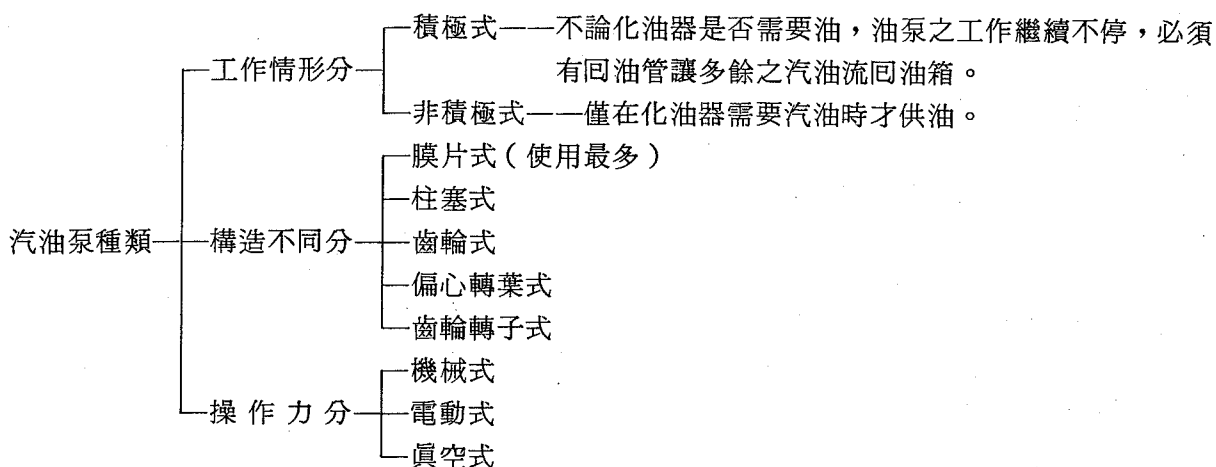 積極式——不論化油器是否需要油，油泵之工作繼續不停，必須
工作情形分
有囘油管讓多餘之汽油流囘油箱。
非積極式——僅在化油器需要汽油時才供油。
膜片式（使用最多）
柱塞式
汽油泵種類
構造不同分
齒輪式
偏心轉葉式
齒輪轉子式
機械式
操作力分
電動式
眞空式